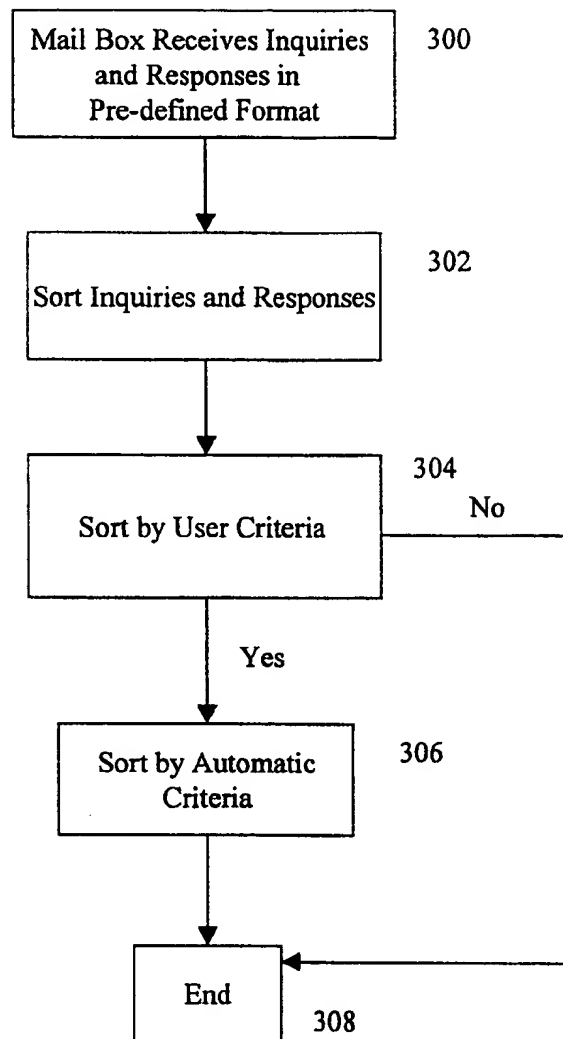 Mail Box Receives Inquiries
and Responses in
Pre-defined Format
300
Sort Inquiries and Responses
302
Sort by User Criteria
304
No
Yes
Sort by Automatic
Criteria
306
End
308